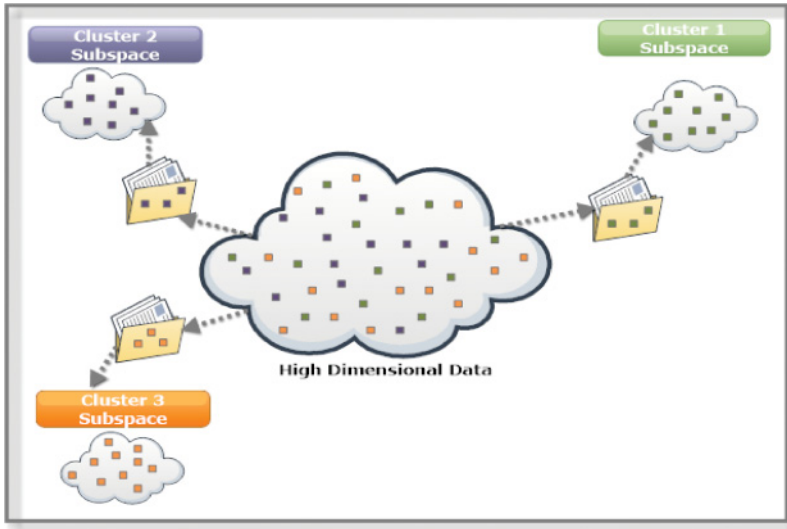 Cluster 2
Subspace
Cluster 1
Subspace
High Dimensional Data
Cluster 3
Subspace